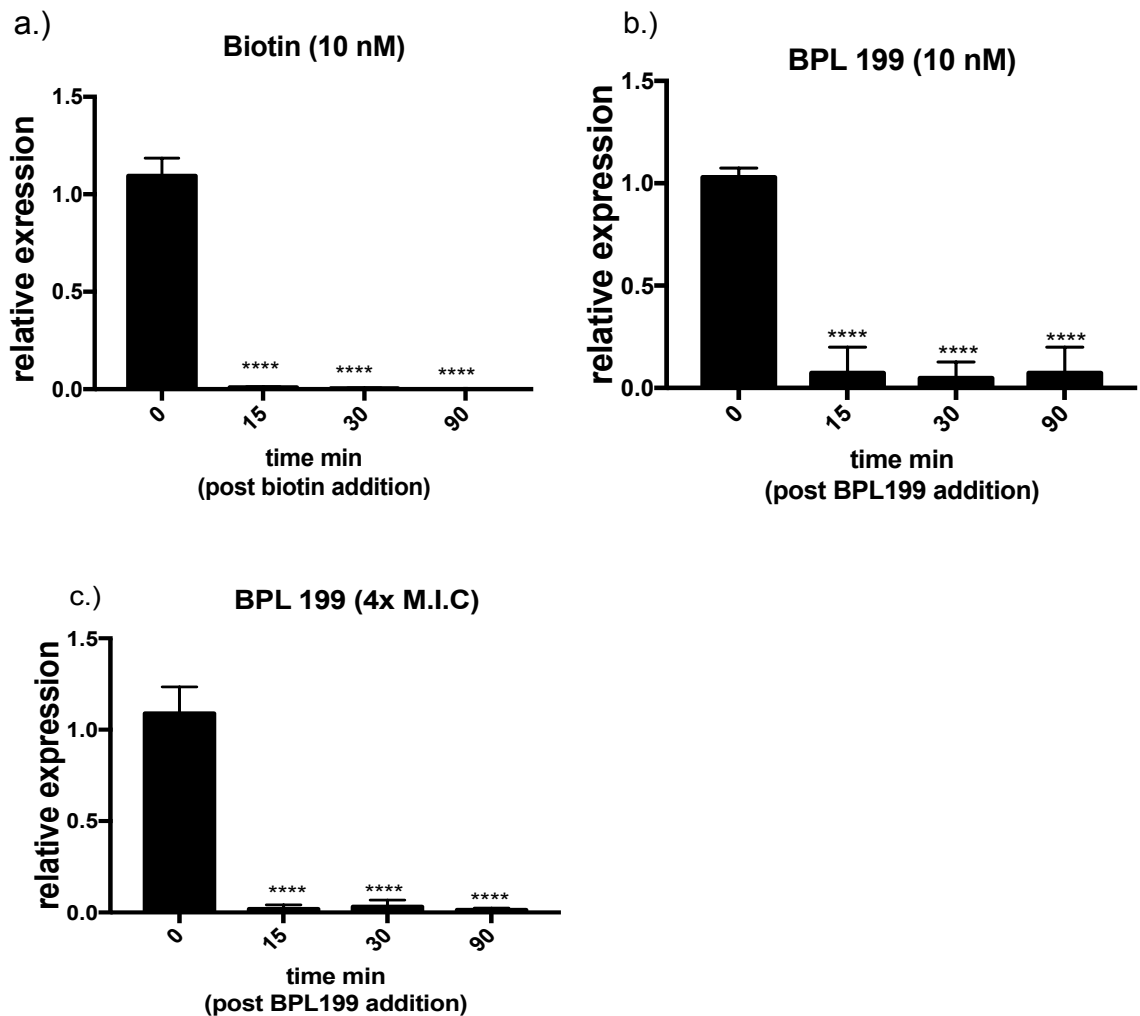 a.)
Biotin (10 nM)
relative exression
1.5
1.0
0.5
0.0
**** **** ****
0 15 30 90
time min
(post biotin addition)
b.)
BPL 199 (10 nM)
relative expression
1.5
1.0
0.5
0.0
**** **** ****
0 15 30 90
time min
(post BPL199 addition)
c.)
BPL 199 (4x M.I.C)
relative expression
1.5
1.0
0.5
0.0
**** **** ****
0 15 30 90
time min
(post BPL199 addition)